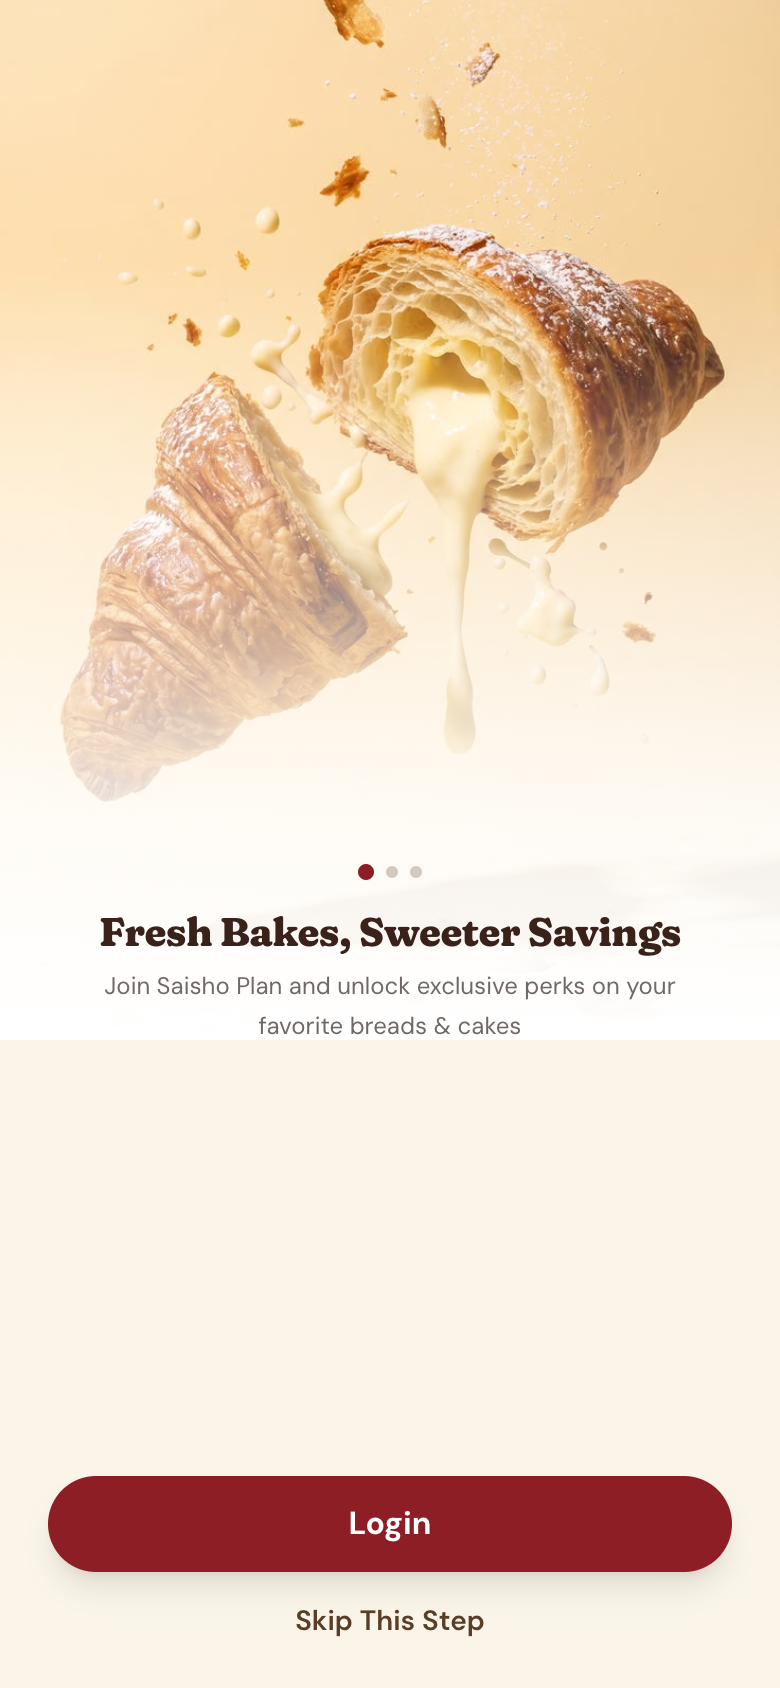 Fresh Bakes, Sweeter Savings
Join Saisho Plan and unlock exclusive perks on your
favorite breads & cakes
Login
Skip This Step